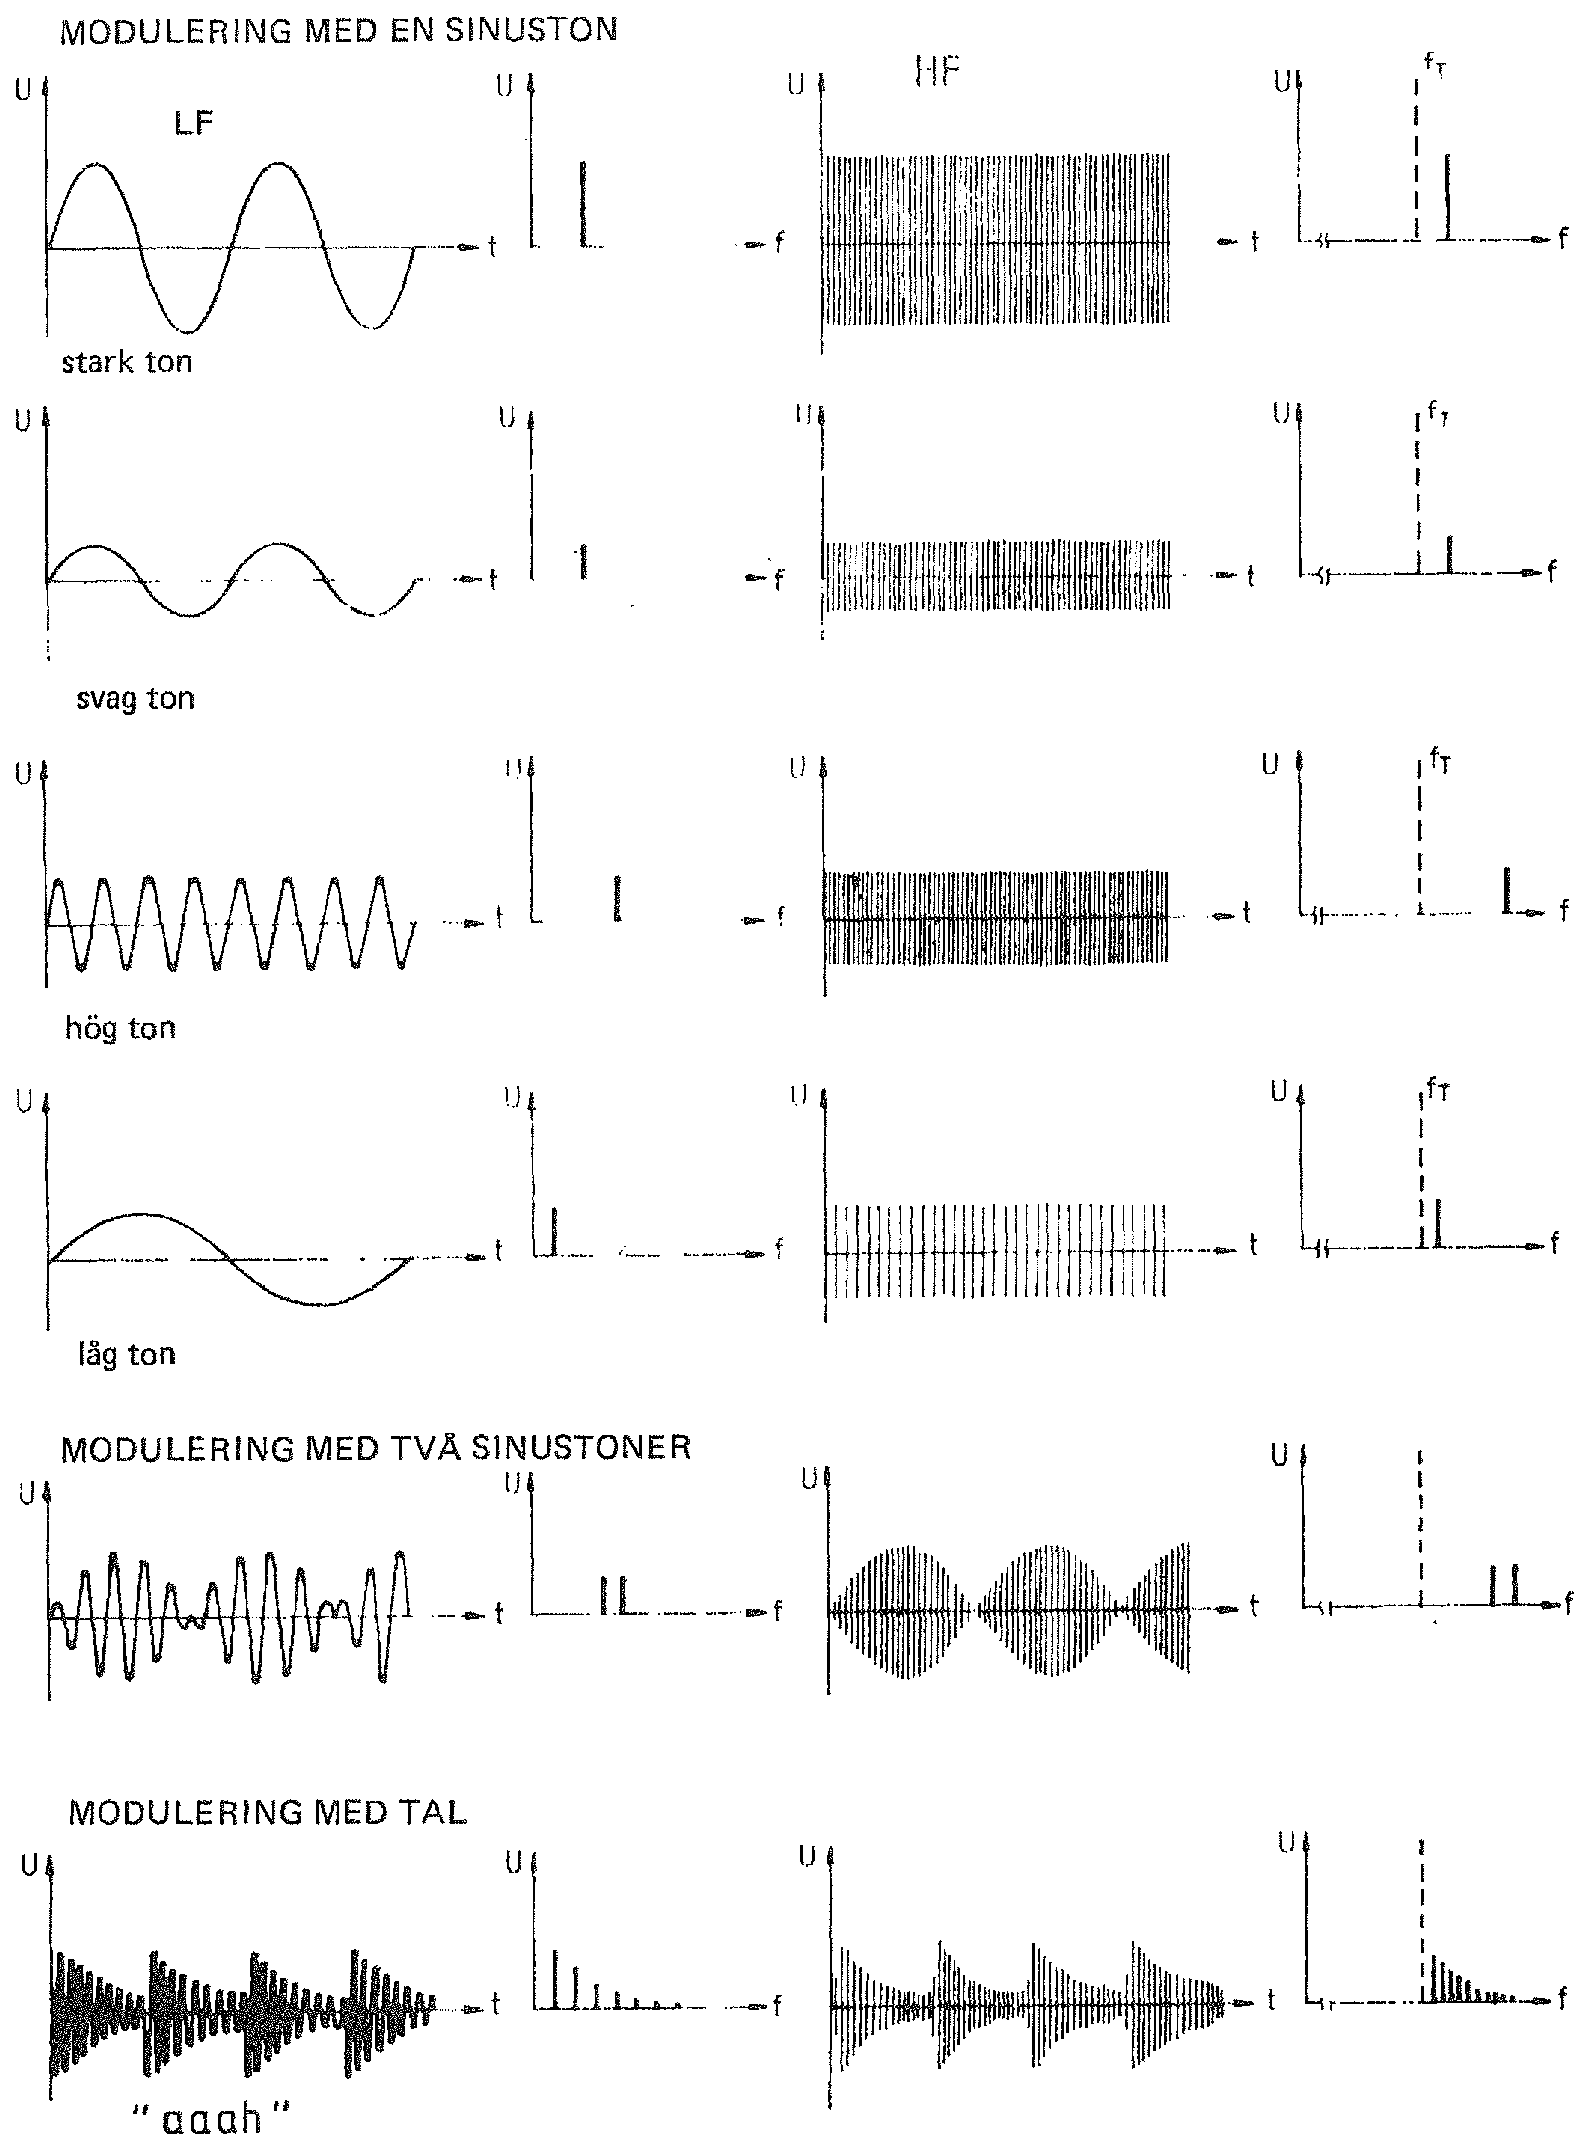 MODULERING MED EN SINUSTON
U LF t U f U HF t U f_T f
stark ton
U t U f U t U f_T f
svag ton
U t U f U t U f_T f
hög ton
U t U f U t U f_T f
låg ton
MODULERING MED TVÅ SINUSTONER
U t U f U t U f
MODULERING MED TAL
U t U f U t U f
"aaah"